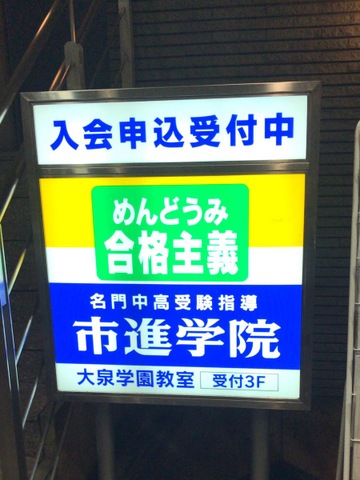 入会申込受付中
めんどうみ
合格主義
名門中高受験指導
市進学院
大泉学園教室 受付3F